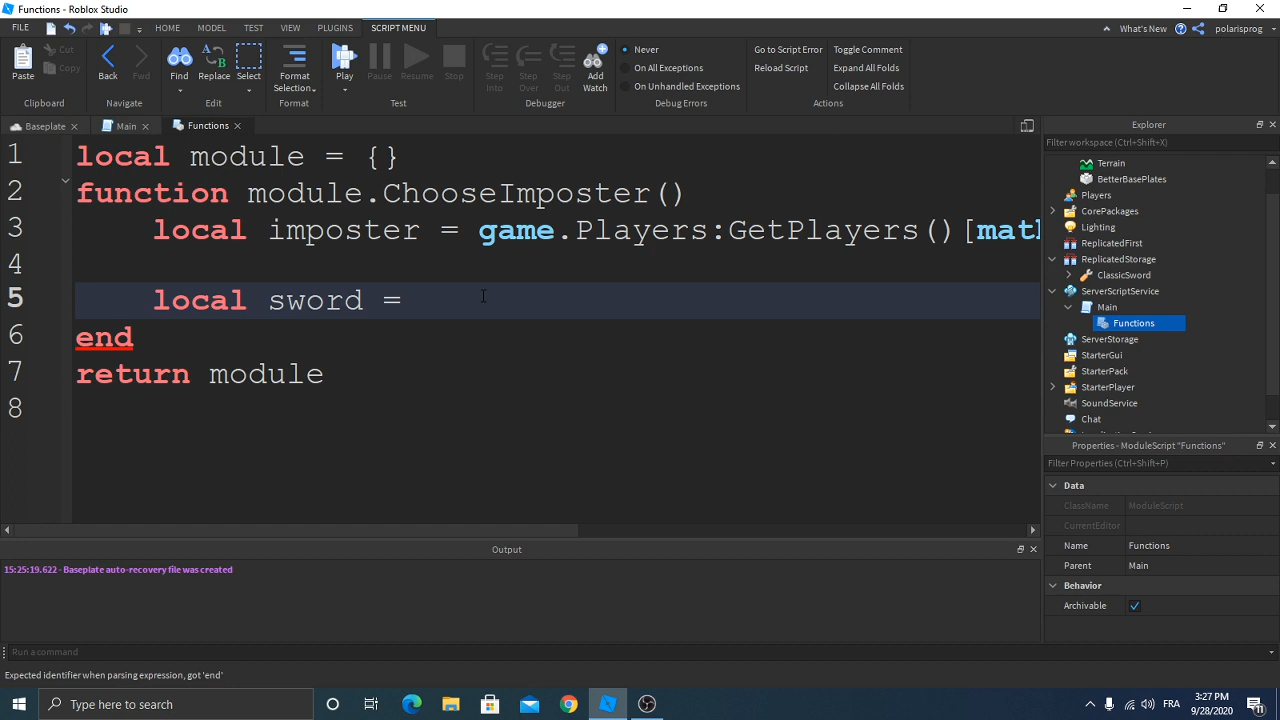 Functions - Roblox Studio
FILE HOME MODEL TEST VIEW PLUGINS SCRIPT MENU What's New polarisprog
Paste Cut Copy Back Fwd Find Replace Select Format Selection Play Pause Resume Stop Step Into Step Over Step Out Add Watch
Never Go to Script Error Toggle Comment
On All Exceptions Reload Script Expand All Folds
On Unhandled Exceptions Collapse All Folds
Clipboard Navigate Edit Format Test Debugger Debug Errors Actions
Baseplate Main Functions
1 local module = {}
2 function module.ChooseImposter()
3 local imposter = game.Players:GetPlayers()[math
4
5 local sword =
6 end
7 return module
8
Output
15:25:19.622 - Baseplate auto-recovery file was created
Run a command
Expected identifier when parsing expression, got 'end'
Explorer
Filter workspace (Ctrl+Shift+X)
Terrain
BetterBasePlates
Players
CorePackages
Lighting
ReplicatedFirst
ReplicatedStorage
ClassicSword
ServerScriptService
Main
Functions
ServerStorage
StarterGui
StarterPack
StarterPlayer
SoundService
Chat
Properties - ModuleScript "Functions"
Filter Properties (Ctrl+Shift+P)
Data
ClassName ModuleScript
CurrentEditor
Name Functions
Parent Main
Behavior
Archivable
Type here to search
FRA
3:27 PM
9/28/2020
11